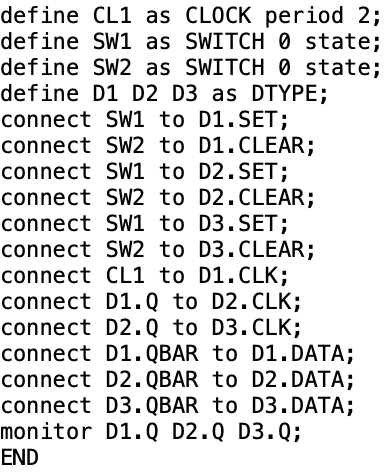 define CL1 as CLOCK period 2;
define SW1 as SWITCH 0 state;
define SW2 as SWITCH 0 state;
define D1 D2 D3 as DTYPE;
connect SW1 to D1.SET;
connect SW2 to D1.CLEAR;
connect SW1 to D2.SET;
connect SW2 to D2.CLEAR;
connect SW1 to D3.SET;
connect SW2 to D3.CLEAR;
connect CL1 to D1.CLK;
connect D1.Q to D2.CLK;
connect D2.Q to D3.CLK;
connect D1.QBAR to D1.DATA;
connect D2.QBAR to D2.DATA;
connect D3.QBAR to D3.DATA;
monitor D1.Q D2.Q D3.Q;
END